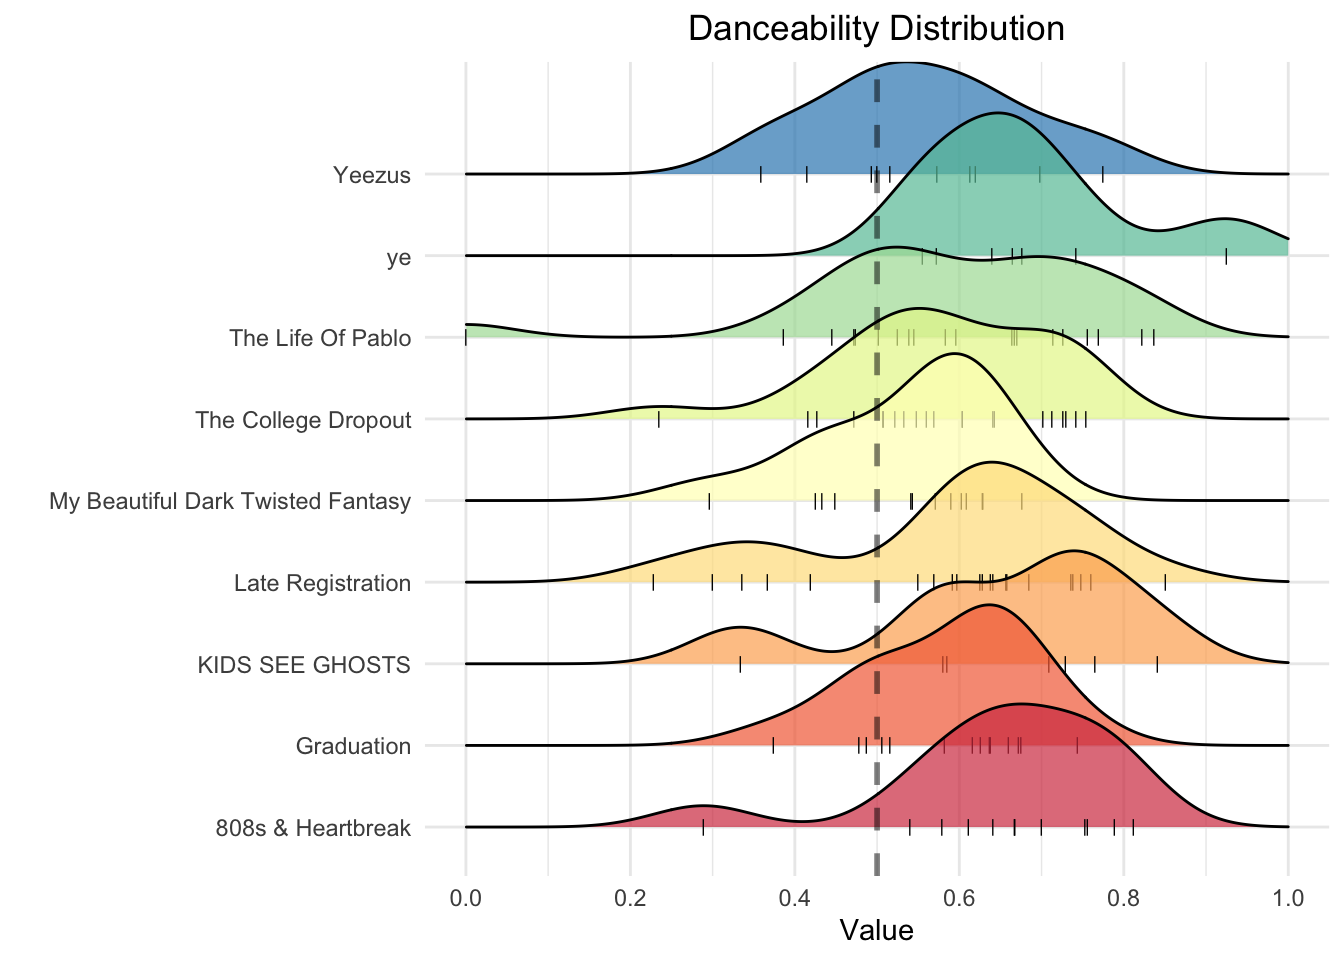 Danceability Distribution
Yeezus
ye
The Life Of Pablo
The College Dropout
My Beautiful Dark Twisted Fantasy
Late Registration
KIDS SEE GHOSTS
Graduation
808s & Heartbreak
0.0 0.2 0.4 0.6 0.8 1.0
Value